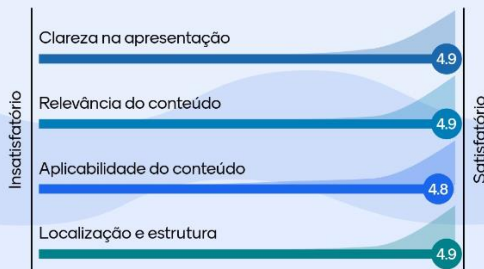 Insatisfatório
Clareza na apresentação
4.9
Relevância do conteúdo
4.9
Aplicabilidade do conteúdo
4.8
Localização e estrutura
4.9
Satisfatório